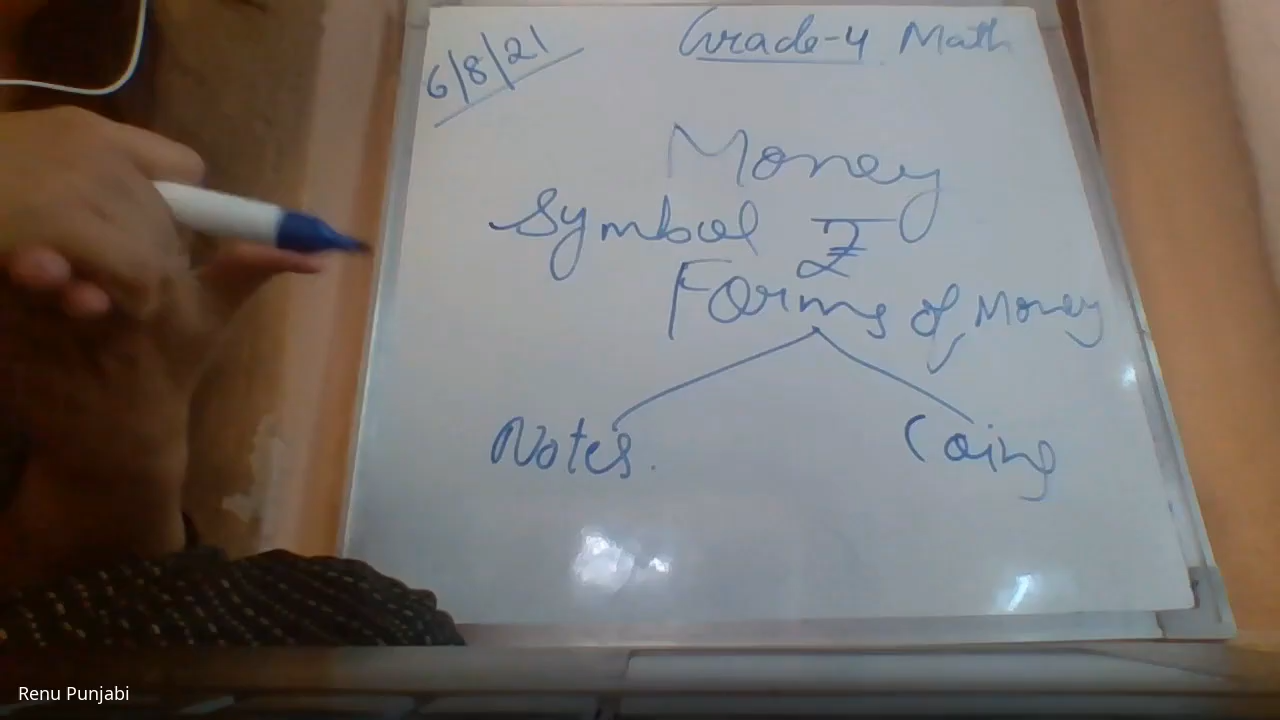 6/8/21
Grade-4 Math
Money
Symbol ₹
Forms of Money
Notes. Coins
Renu Punjabi